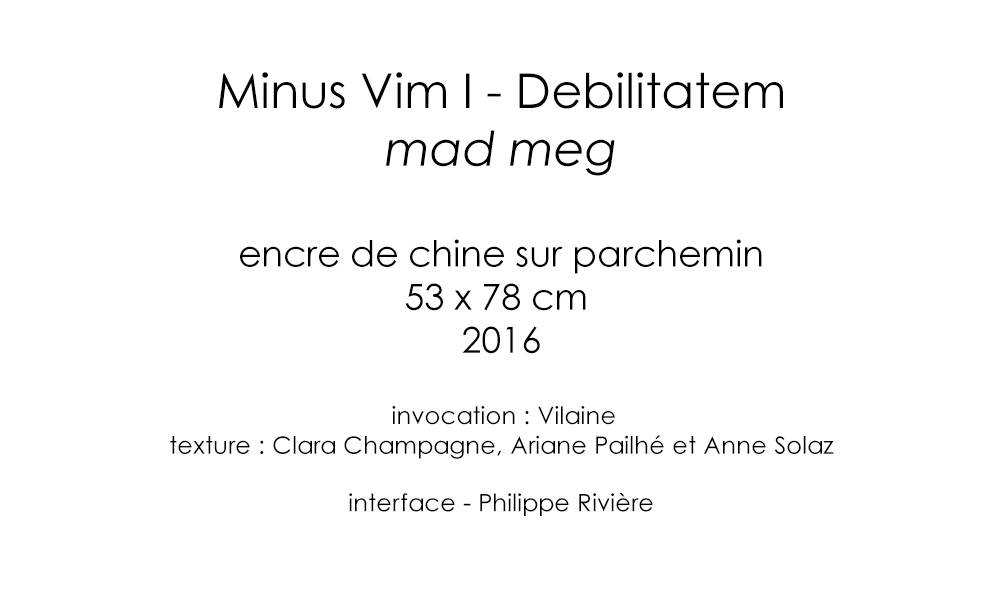 Minus Vim I - Debilitatem
mad meg
encre de chine sur parchemin
53 x 78 cm
2016
invocation : Vilaine
texture : Clara Champagne, Ariane Pailhé et Anne Solaz
interface - Philippe Rivière